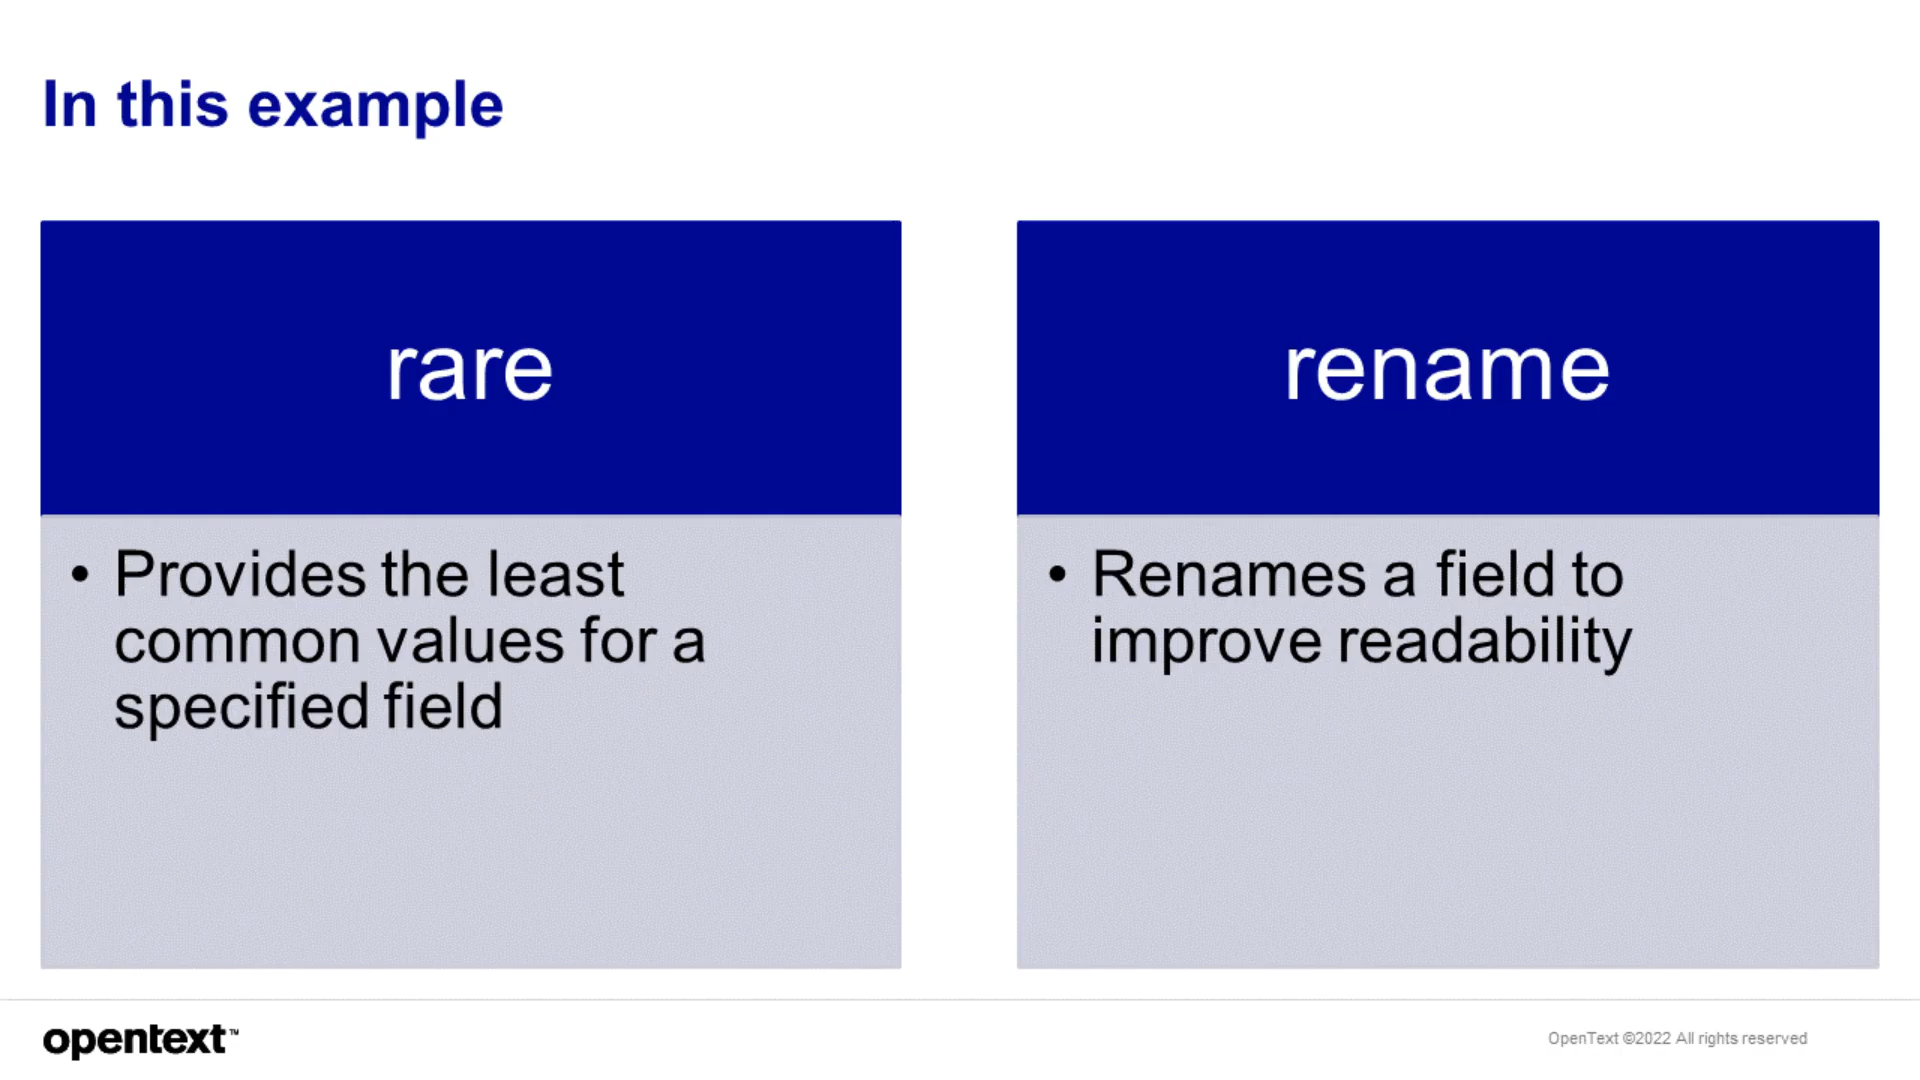 In this example
rare
• Provides the least
common values for a
specified field
rename
• Renames a field to
improve readability
opentext™
OpenText ©2022 All rights reserved